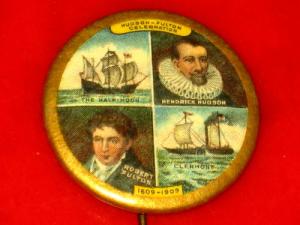 HUDSON-FULTON
CELEBRATION
THE HALF MOON
HENDRICK HUDSON
ROBERT
FULTON
CLERMONT
1609-1909